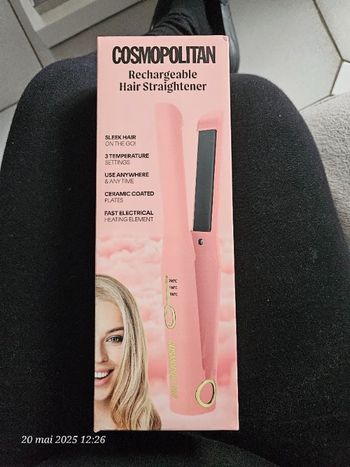 COSMOPOLITAN
Rechargeable
Hair Straightener
SLEEK HAIR
ON THE GO!
3 TEMPERATURE
SETTINGS
USE ANYWHERE
& ANY TIME
CERAMIC COATED
PLATES
FAST ELECTRICAL
HEATING ELEMENT
COSMOPOLITAN
20 mai 2025 12:26